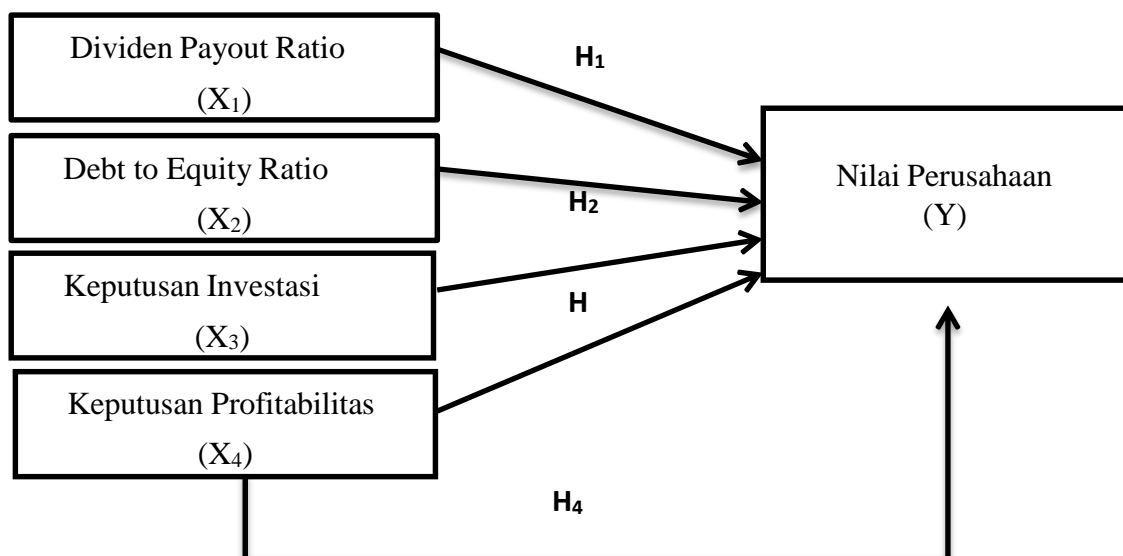 Dividen Payout Ratio
(X₁)
H₁
Debt to Equity Ratio
(X₂)
H₂
Nilai Perusahaan
(Y)
Keputusan Investasi
(X₃)
H
Keputusan Profitabilitas
(X₄)
H₄